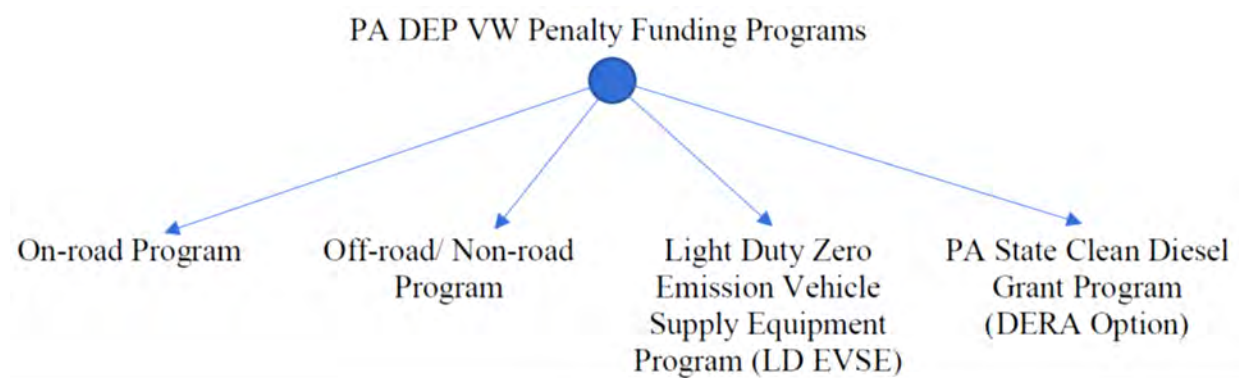 PA DEP VW Penalty Funding Programs
On-road Program
Off-road/ Non-road
Program
Light Duty Zero
Emission Vehicle
Supply Equipment
Program (LD EVSE)
PA State Clean Diesel
Grant Program
(DERA Option)